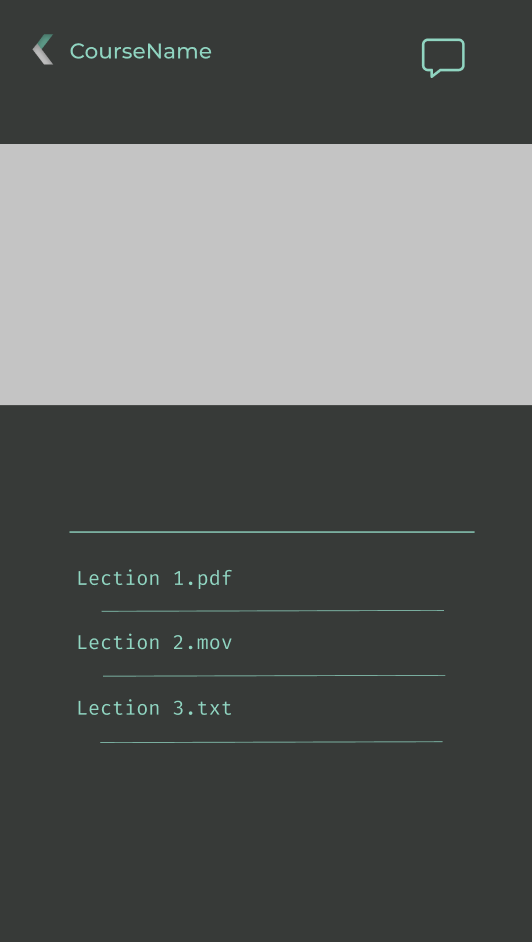 CourseName
Lection 1.pdf
Lection 2.mov
Lection 3.txt